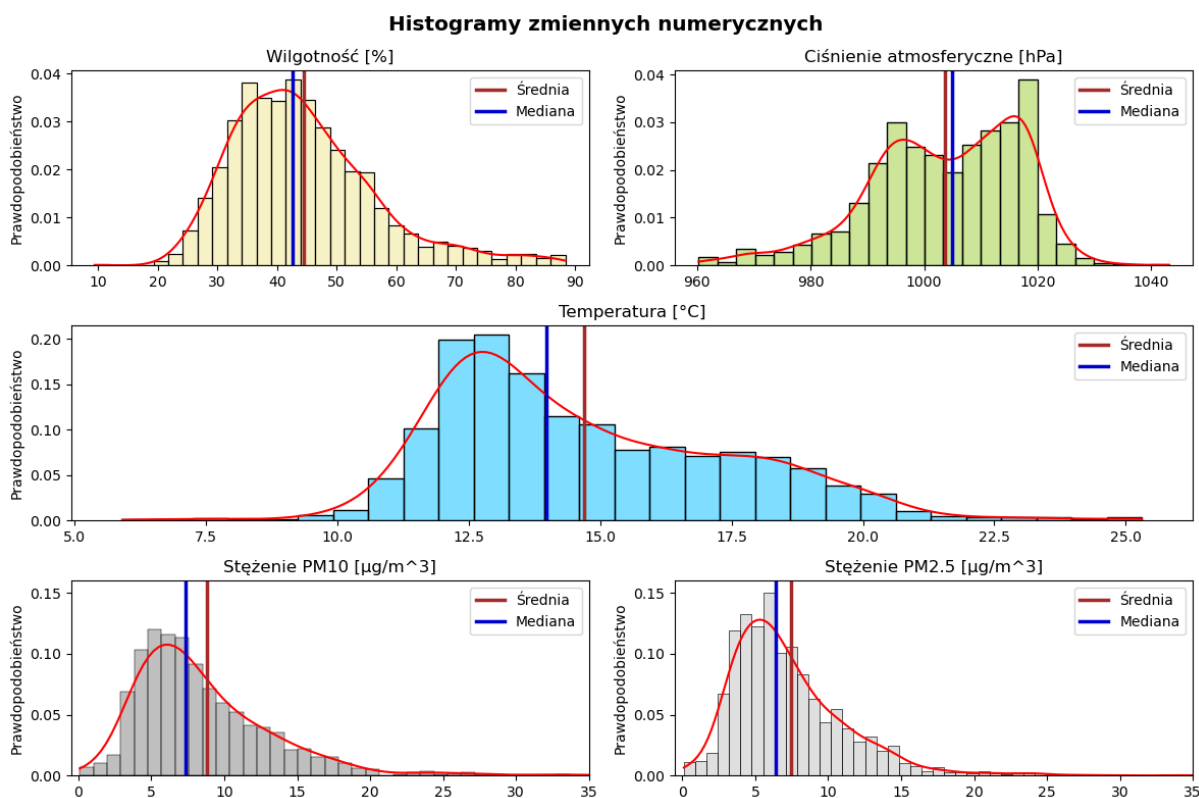 Histogramy zmiennych numerycznych
Wilgotność [%]
Prawdopodobieństwo
0.04
0.03
0.02
0.01
0.00
Średnia
Mediana
10 20 30 40 50 60 70 80 90
Ciśnienie atmosferyczne [hPa]
Prawdopodobieństwo
0.04
0.03
0.02
0.01
0.00
Średnia
Mediana
960 980 1000 1020 1040
Temperatura [°C]
Prawdopodobieństwo
0.20
0.15
0.10
0.05
0.00
Średnia
Mediana
5.0 7.5 10.0 12.5 15.0 17.5 20.0 22.5 25.0
Stężenie PM10 [μg/m^3]
Prawdopodobieństwo
0.15
0.10
0.05
0.00
Średnia
Mediana
0 5 10 15 20 25 30 35
Stężenie PM2.5 [μg/m^3]
Prawdopodobieństwo
0.15
0.10
0.05
0.00
Średnia
Mediana
0 5 10 15 20 25 30 35